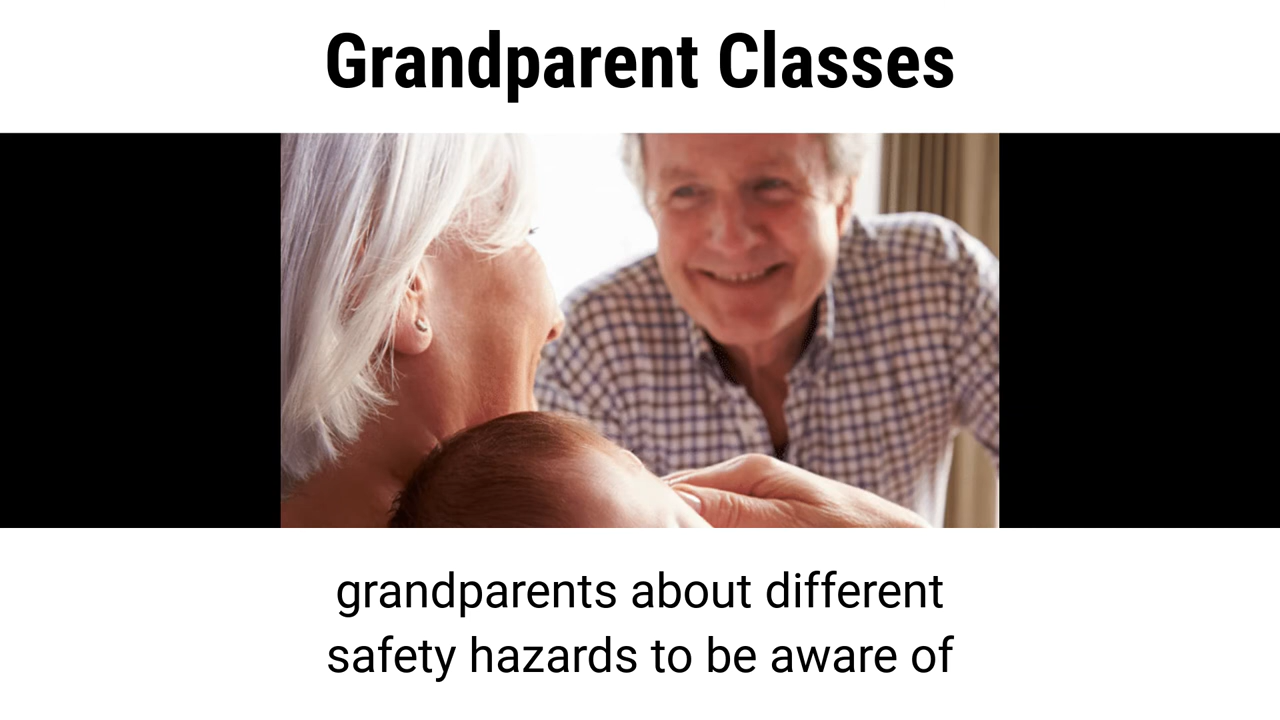 Grandparent Classes
grandparents about different
safety hazards to be aware of